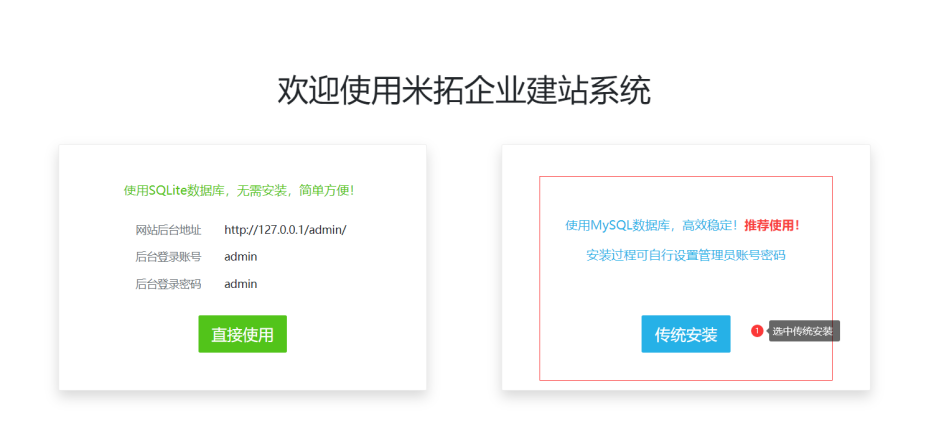 欢迎使用米拓企业建站系统
使用SQLite数据库，无需安装，简单方便！
网站后台地址 http://127.0.0.1/admin/
后台登录账号 admin
后台登录密码 admin
直接使用
使用MySQL数据库，高效稳定！推荐使用！
安装过程可自行设置管理员账号密码
传统安装
1 选中传统安装